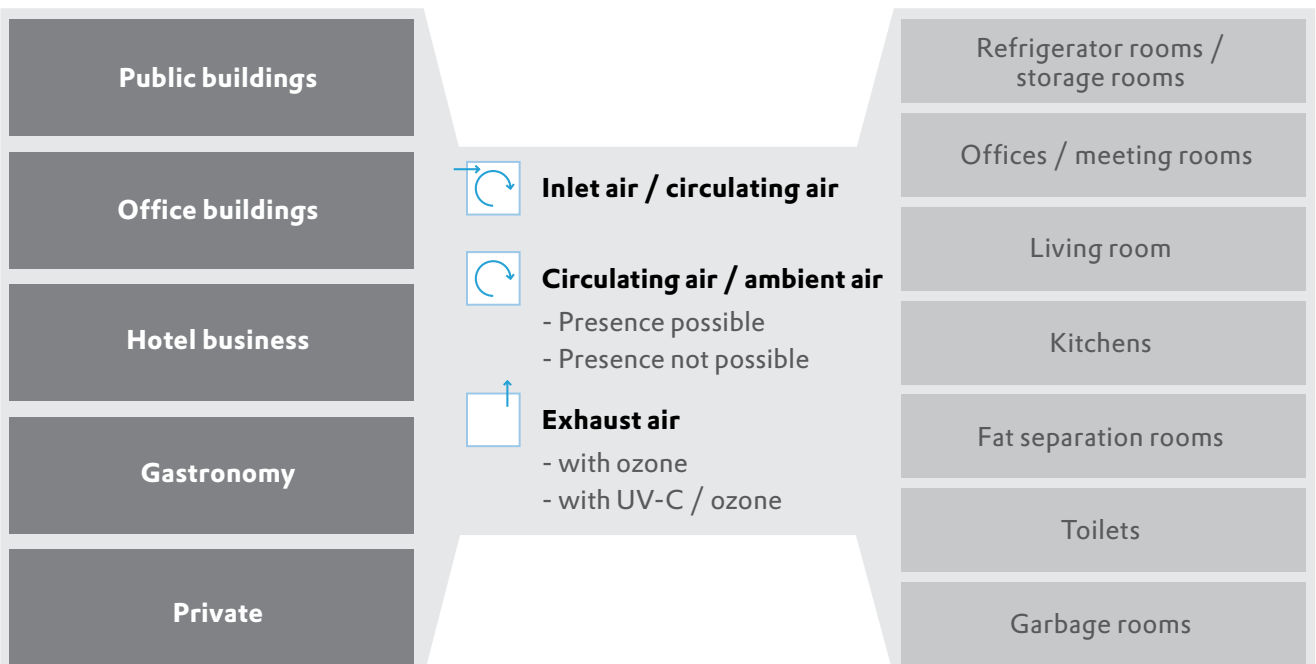 Public buildings
Office buildings
Hotel business
Gastronomy
Private
Inlet air / circulating air
Circulating air / ambient air
- Presence possible
- Presence not possible
Exhaust air
- with ozone
- with UV-C / ozone
Refrigerator rooms /
storage rooms
Offices / meeting rooms
Living room
Kitchens
Fat separation rooms
Toilets
Garbage rooms